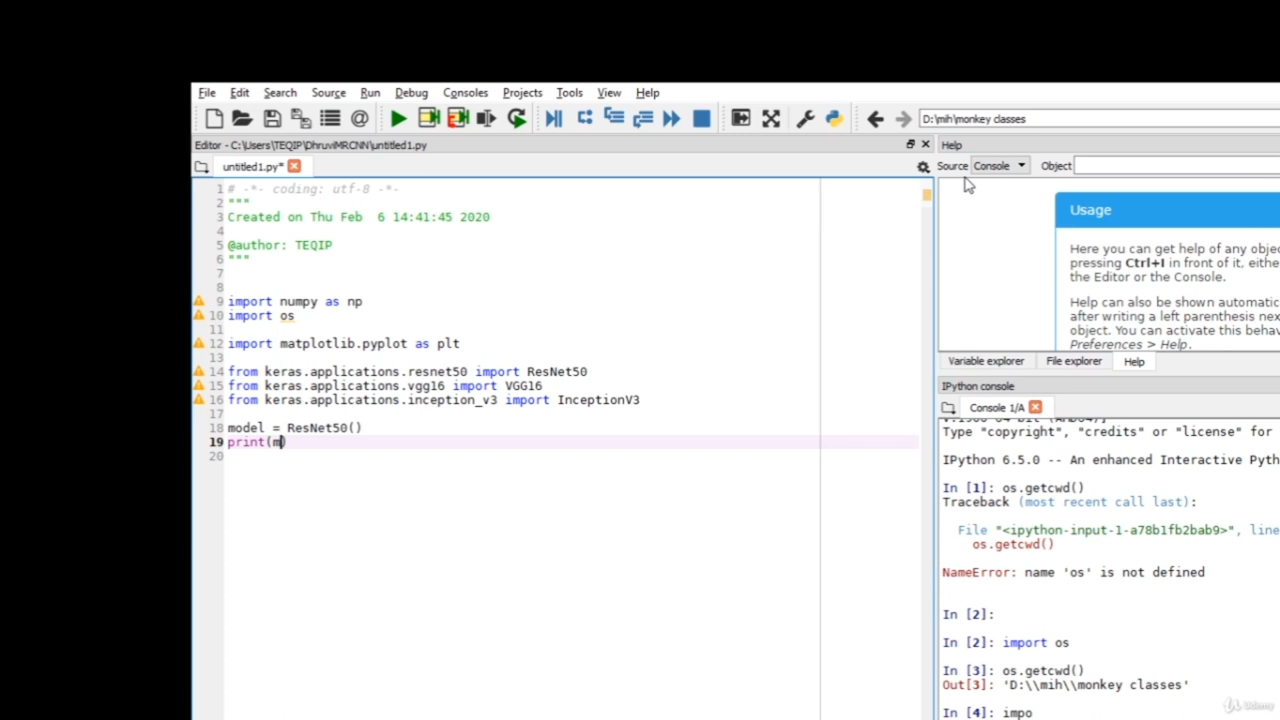 File Edit Search Source Run Debug Consoles Projects Tools View Help
D:\mih\monkey classes
Editor - C:\Users\TEQIP\DhruviMRCNN\untitled1.py
Help
untitled1.py*
Source Console Object
1 # -*- coding: utf-8 -*-
2 """
3 Created on Thu Feb  6 14:41:45 2020
4
5 @author: TEQIP
6 """
7
8
9 import numpy as np
10 import os
11
12 import matplotlib.pyplot as plt
13
14 from keras.applications.resnet50 import ResNet50
15 from keras.applications.vgg16 import VGG16
16 from keras.applications.inception_v3 import InceptionV3
17
18 model = ResNet50()
19 print(m)
20
Usage
Here you can get help of any obje
pressing Ctrl+I in front of it, eithe
the Editor or the Console.
Help can also be shown automatic
after writing a left parenthesis nex
object. You can activate this behav
Preferences > Help.
Variable explorer File explorer Help
IPython console
Console 1/A
Type "copyright", "credits" or "license" for
IPython 6.5.0 -- An enhanced Interactive Pyth
In [1]: os.getcwd()
Traceback (most recent call last):
File "<ipython-input-1-a78b1fb2bab9>", line
os.getcwd()
NameError: name 'os' is not defined
In [2]:
In [2]: import os
In [3]: os.getcwd()
Out[3]: 'D:\\mih\\monkey classes'
In [4]: impo
Udemy